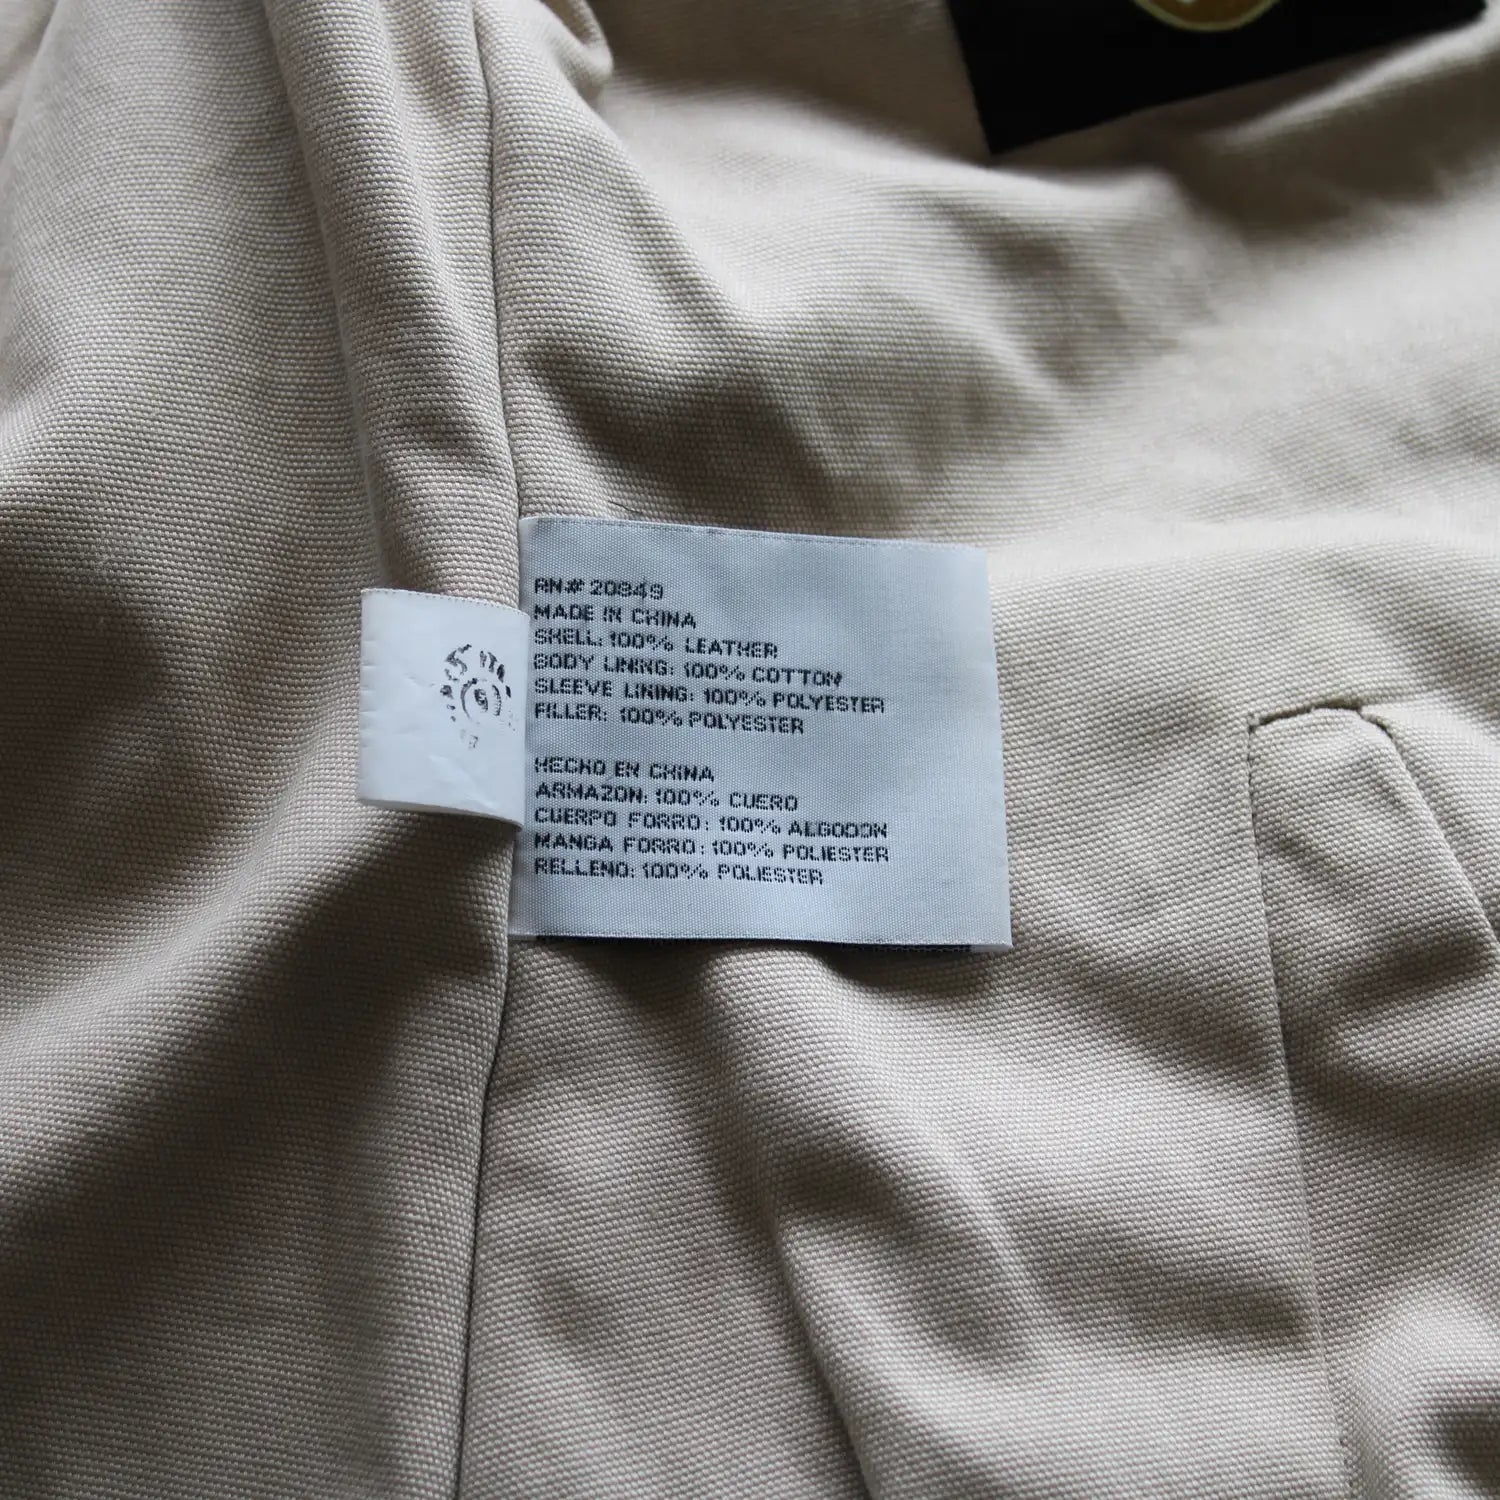 RN# 20949
MADE IN CHINA
SHELL: 100% LEATHER
BODY LINING: 100% COTTON
SLEEVE LINING: 100% POLYESTER
FILLER: 100% POLYESTER
HECHO EN CHINA
ARMAZON: 100% CUERO
CUERPO FORRO: 100% ALGODON
MANGA FORRO: 100% POLIESTER
RELLENO: 100% POLIESTER